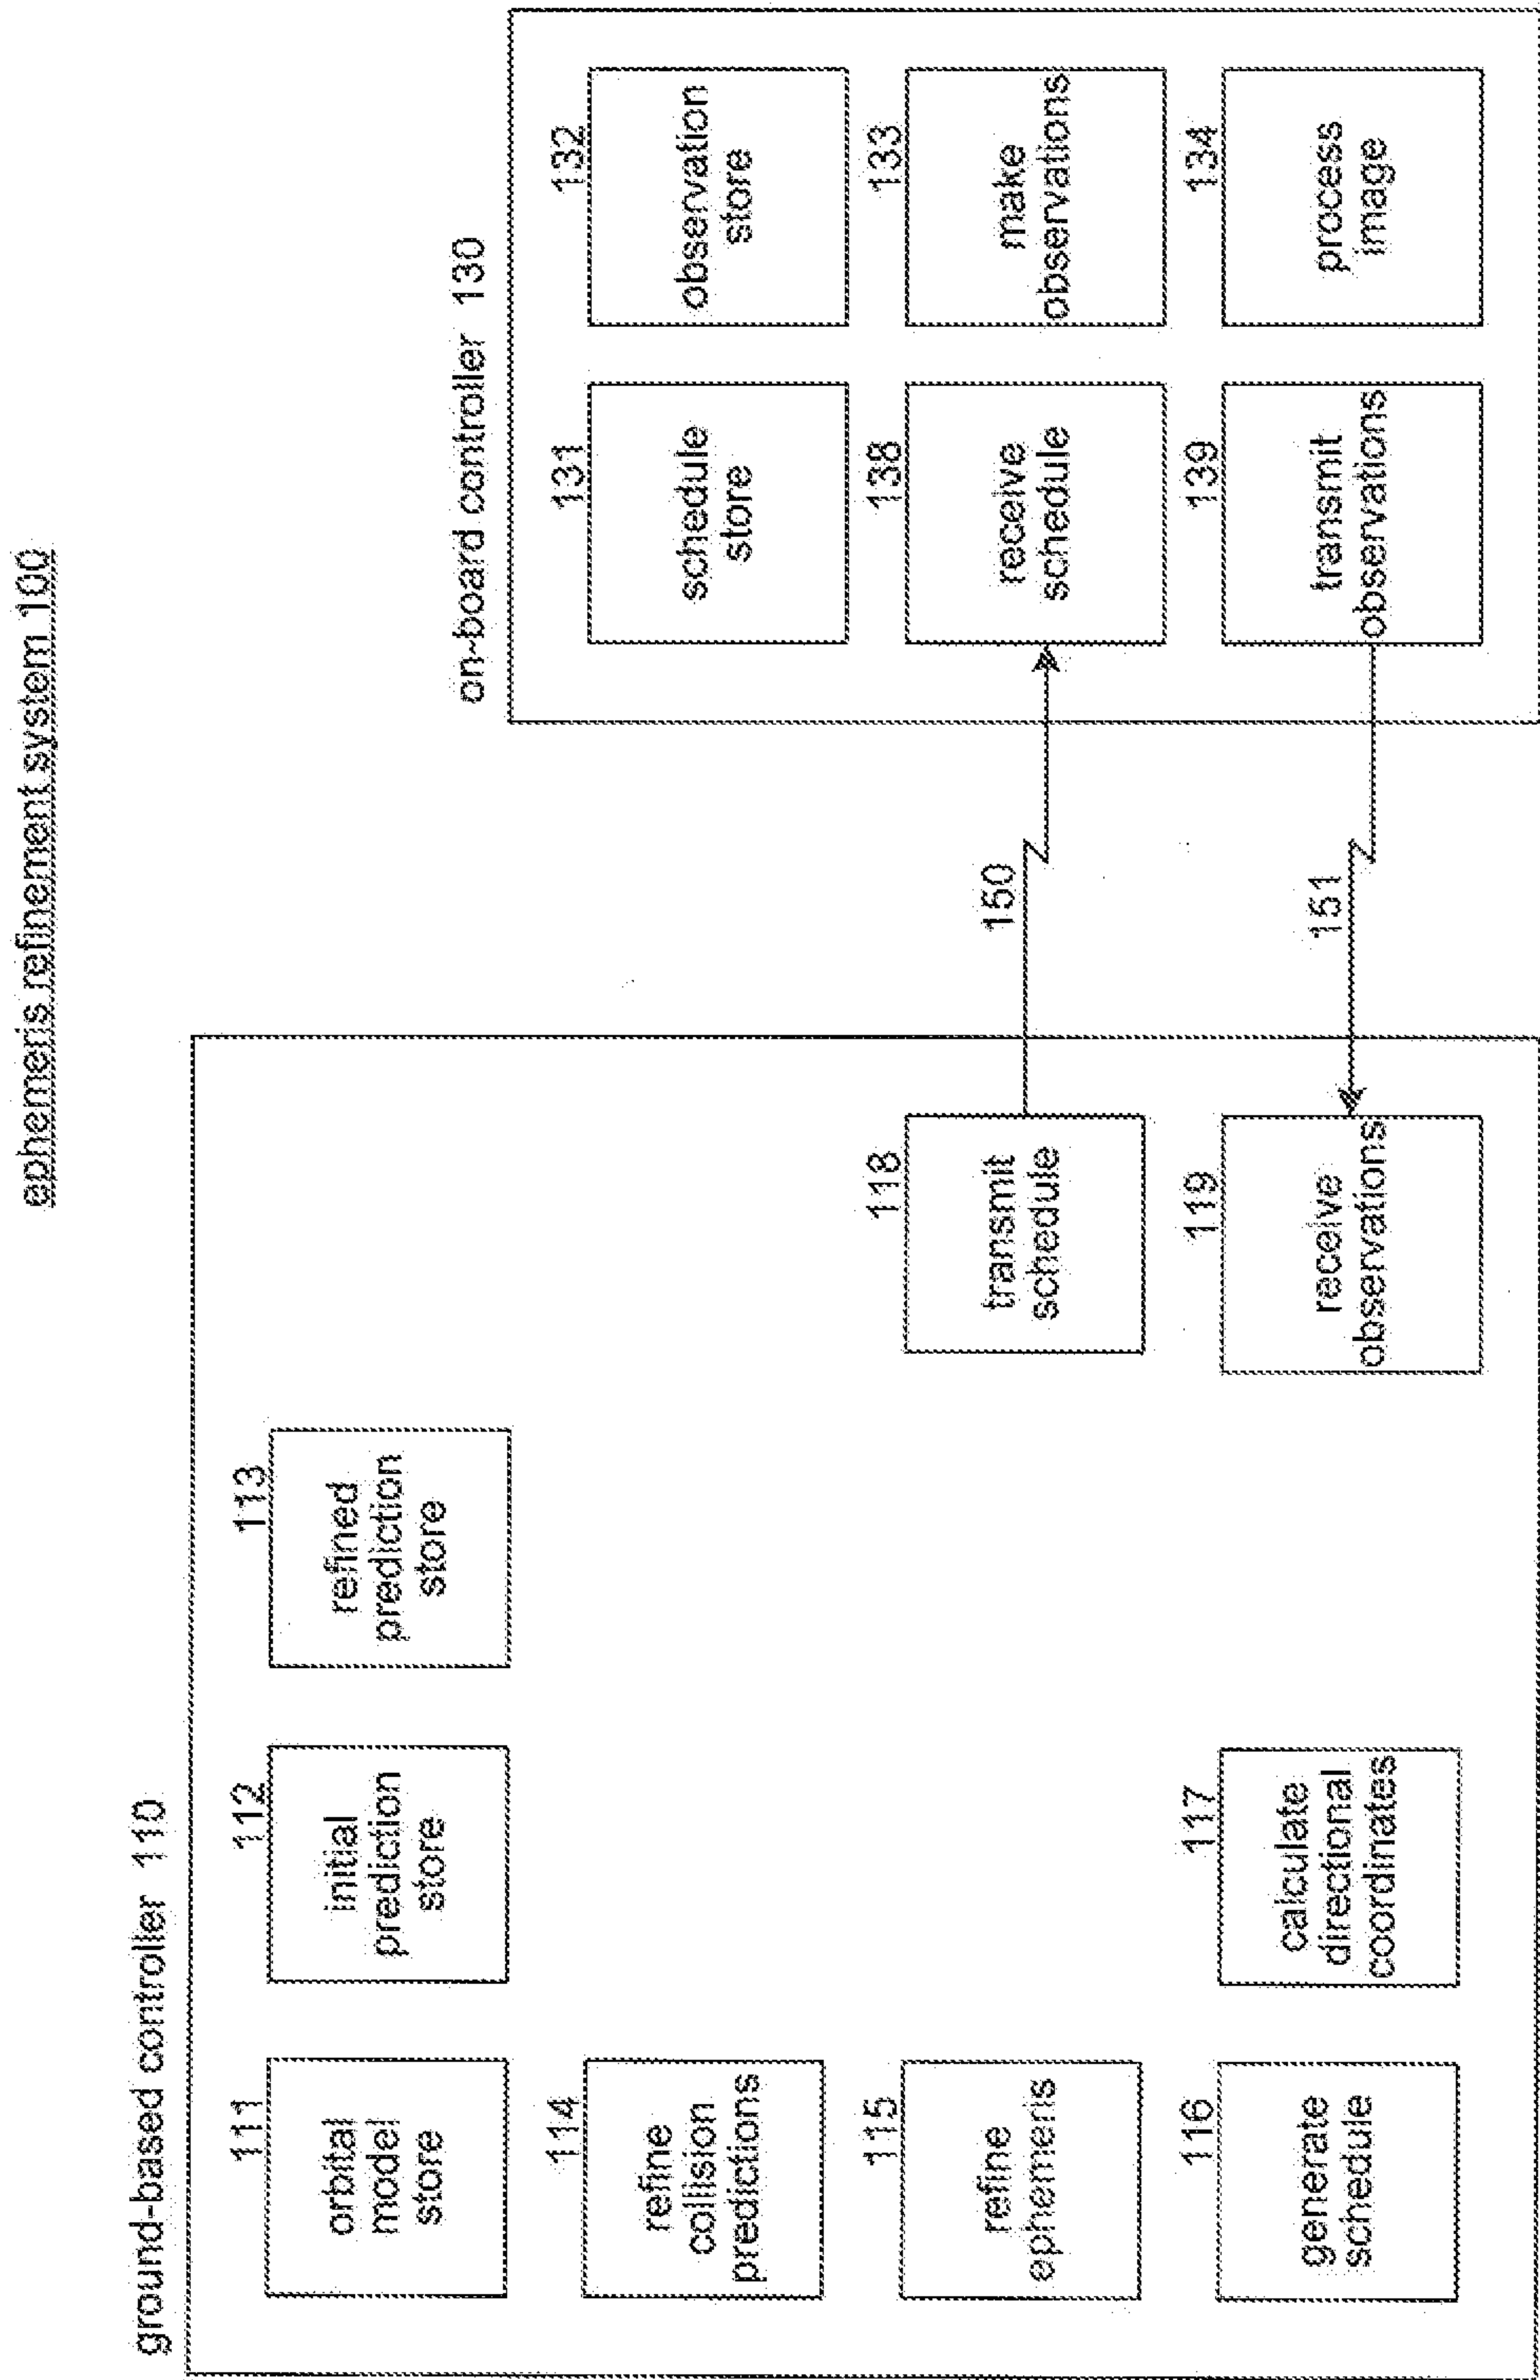 ephemeris refinement system 100
ground-based controller 110
111
orbital
model
store
112
initial
prediction
store
113
refined
prediction
store
114
refine
collision
predictions
115
refine
ephemeris
116
generate
schedule
117
calculate
directional
coordinates
118
transmit
schedule
119
receive
observations
150
151
on-board controller 130
131
schedule
store
132
observation
store
138
receive
schedule
133
make
observations
139
transmit
observations
134
process
image